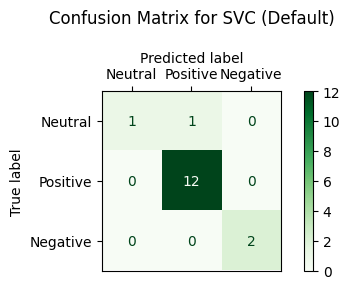 Confusion Matrix for SVC (Default)
Predicted label
Neutral Positive Negative
True label
Neutral 1 1 0
Positive 0 12 0
Negative 0 0 2
12
10
8
6
4
2
0